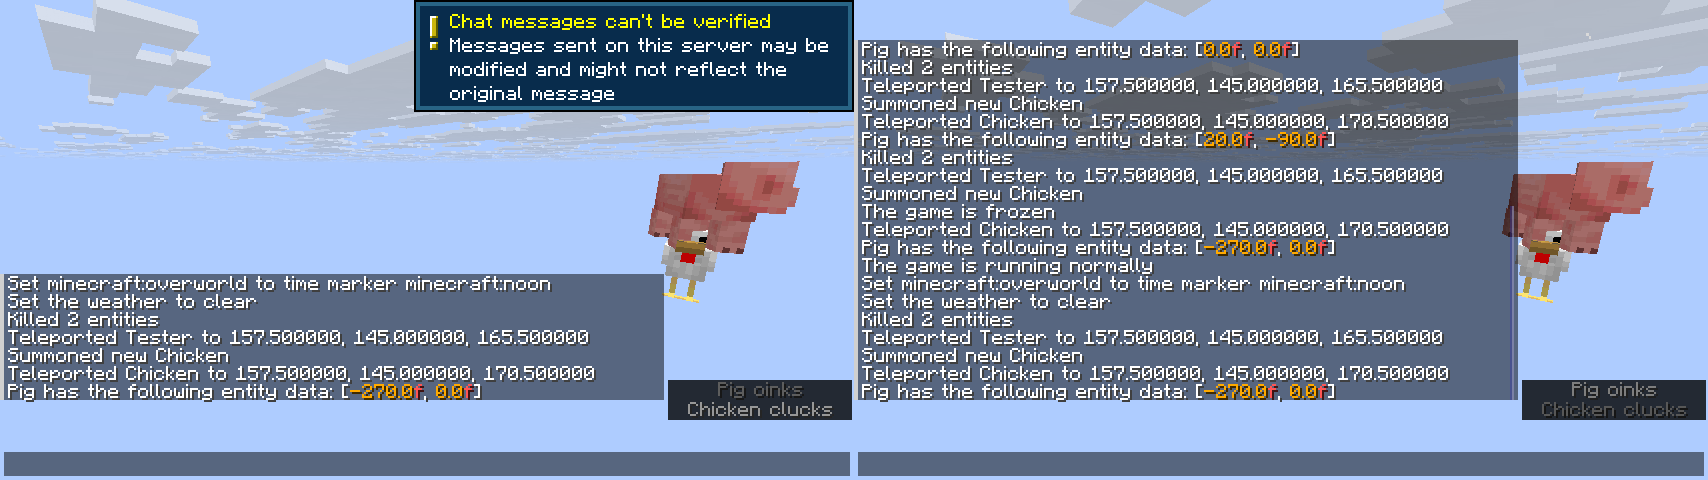 Chat messages can't be verified
Messages sent on this server may be
modified and might not reflect the
original message
Set minecraft:overworld to time marker minecraft:noon
Set the weather to clear
Killed 2 entities
Teleported Tester to 157.500000, 145.000000, 165.500000
Summoned new Chicken
Teleported Chicken to 157.500000, 145.000000, 170.500000
Pig has the following entity data: [-270.0f, 0.0f]
Pig oinks
Chicken clucks
Pig has the following entity data: [0.0f, 0.0f]
Killed 2 entities
Teleported Tester to 157.500000, 145.000000, 165.500000
Summoned new Chicken
Teleported Chicken to 157.500000, 145.000000, 170.500000
Pig has the following entity data: [20.0f, -90.0f]
Killed 2 entities
Teleported Tester to 157.500000, 145.000000, 165.500000
Summoned new Chicken
The game is frozen
Teleported Chicken to 157.500000, 145.000000, 170.500000
Pig has the following entity data: [-270.0f, 0.0f]
The game is running normally
Set minecraft:overworld to time marker minecraft:noon
Set the weather to clear
Killed 2 entities
Teleported Tester to 157.500000, 145.000000, 165.500000
Summoned new Chicken
Teleported Chicken to 157.500000, 145.000000, 170.500000
Pig has the following entity data: [-270.0f, 0.0f]
Pig oinks
Chicken clucks